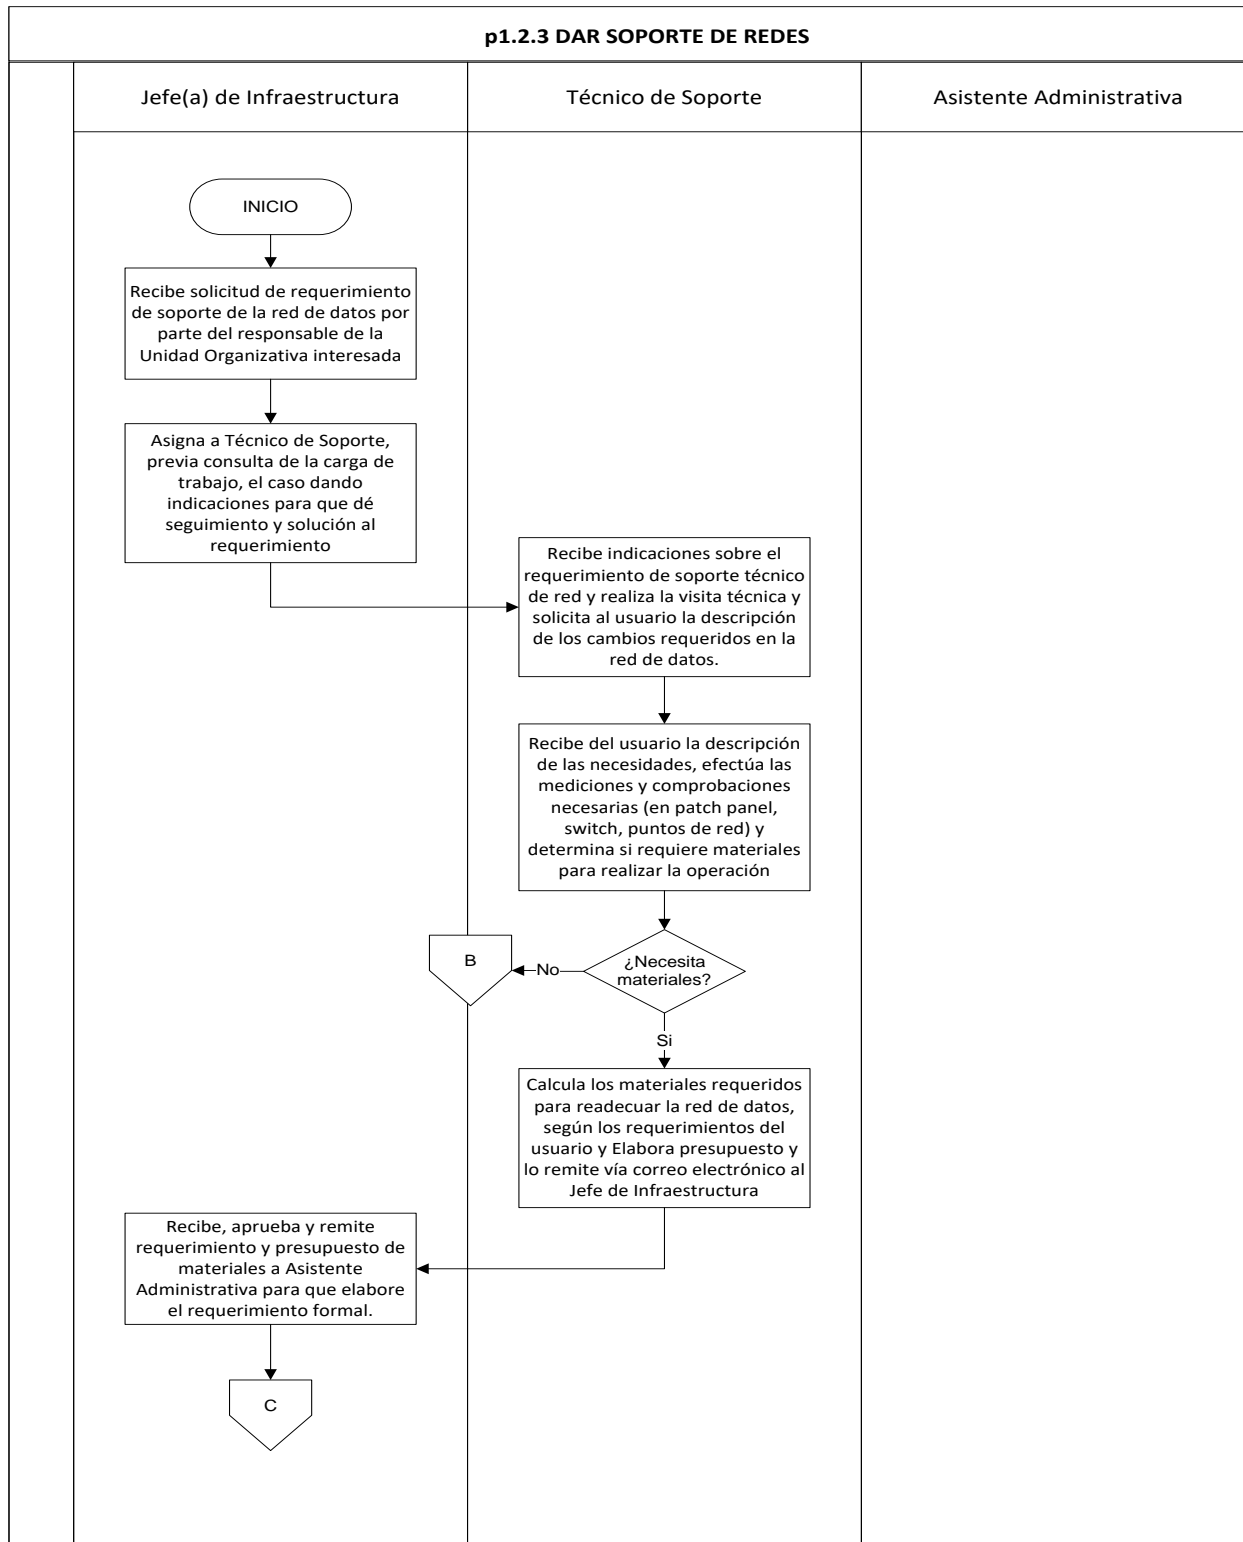 p1.2.3 DAR SOPORTE DE REDES
Jefe(a) de Infraestructura
Técnico de Soporte
Asistente Administrativa
INICIO
Recibe solicitud de requerimiento
de soporte de la red de datos por
parte del responsable de la
Unidad Organizativa interesada
Asigna a Técnico de Soporte,
previa consulta de la carga de
trabajo, el caso dando
indicaciones para que dé
seguimiento y solución al
requerimiento
Recibe indicaciones sobre el
requerimiento de soporte técnico
de red y realiza la visita técnica y
solicita al usuario la descripción
de los cambios requeridos en la
red de datos.
Recibe del usuario la descripción
de las necesidades, efectúa las
mediciones y comprobaciones
necesarias (en patch panel,
switch, puntos de red) y
determina si requiere materiales
para realizar la operación
¿Necesita
materiales?
No
B
Si
Calcula los materiales requeridos
para readecuar la red de datos,
según los requerimientos del
usuario y Elabora presupuesto y
lo remite vía correo electrónico al
Jefe de Infraestructura
Recibe, aprueba y remite
requerimiento y presupuesto de
materiales a Asistente
Administrativa para que elabore
el requerimiento formal.
C